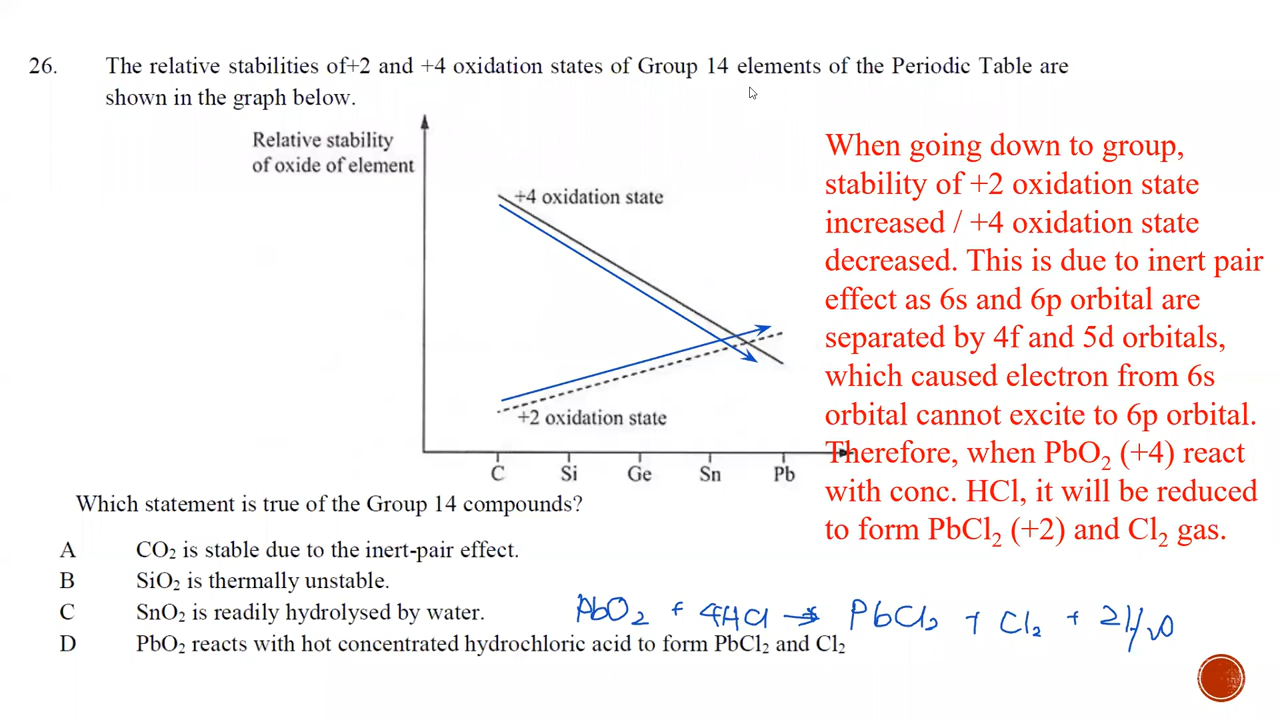 26. The relative stabilities of+2 and +4 oxidation states of Group 14 elements of the Periodic Table are
shown in the graph below.
Relative stability
of oxide of element
+4 oxidation state
+2 oxidation state
C Si Ge Sn Pb
When going down to group,
stability of +2 oxidation state
increased / +4 oxidation state
decreased. This is due to inert pair
effect as 6s and 6p orbital are
separated by 4f and 5d orbitals,
which caused electron from 6s
orbital cannot excite to 6p orbital.
Therefore, when PbO₂ (+4) react
with conc. HCl, it will be reduced
to form PbCl₂ (+2) and Cl₂ gas.
Which statement is true of the Group 14 compounds?
A CO₂ is stable due to the inert-pair effect.
B SiO₂ is thermally unstable.
C SnO₂ is readily hydrolysed by water.
PbO₂ + 4HCl → PbCl₂ + Cl₂ + 2H₂O
D PbO₂ reacts with hot concentrated hydrochloric acid to form PbCl₂ and Cl₂